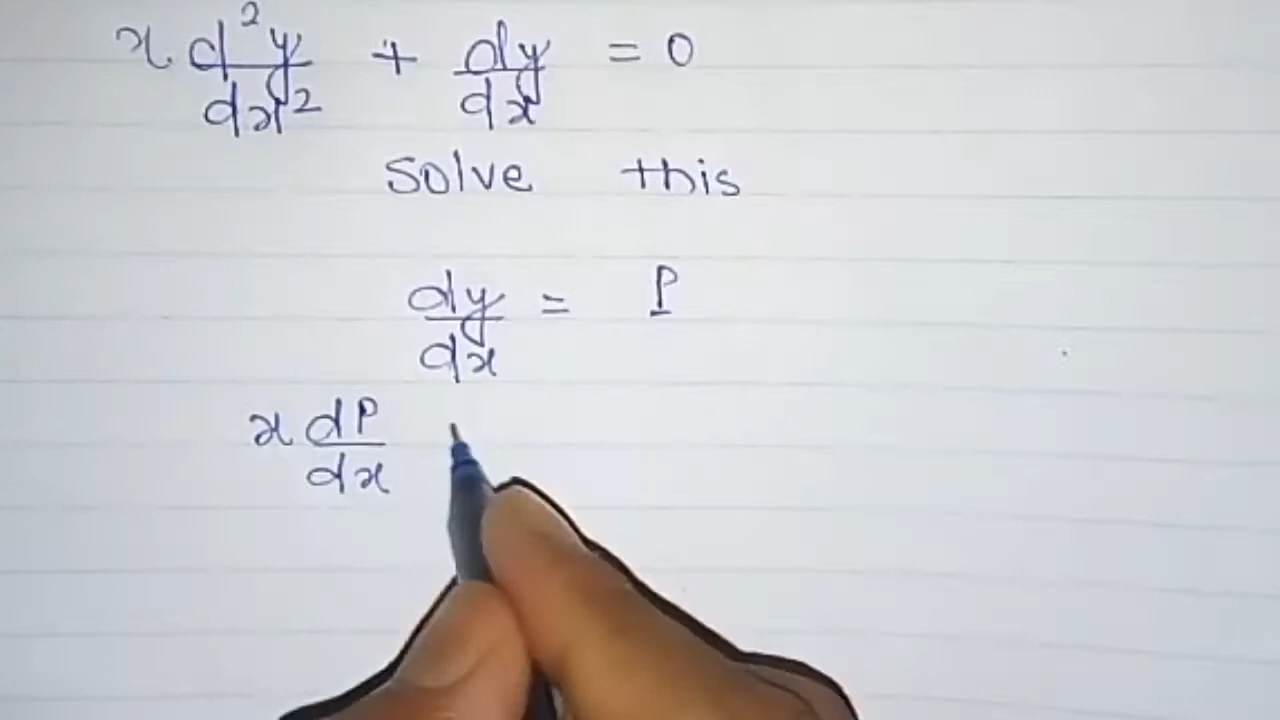 x d²y/dx² + dy/dx = 0
solve this
dy/dx = P
x dP/dx